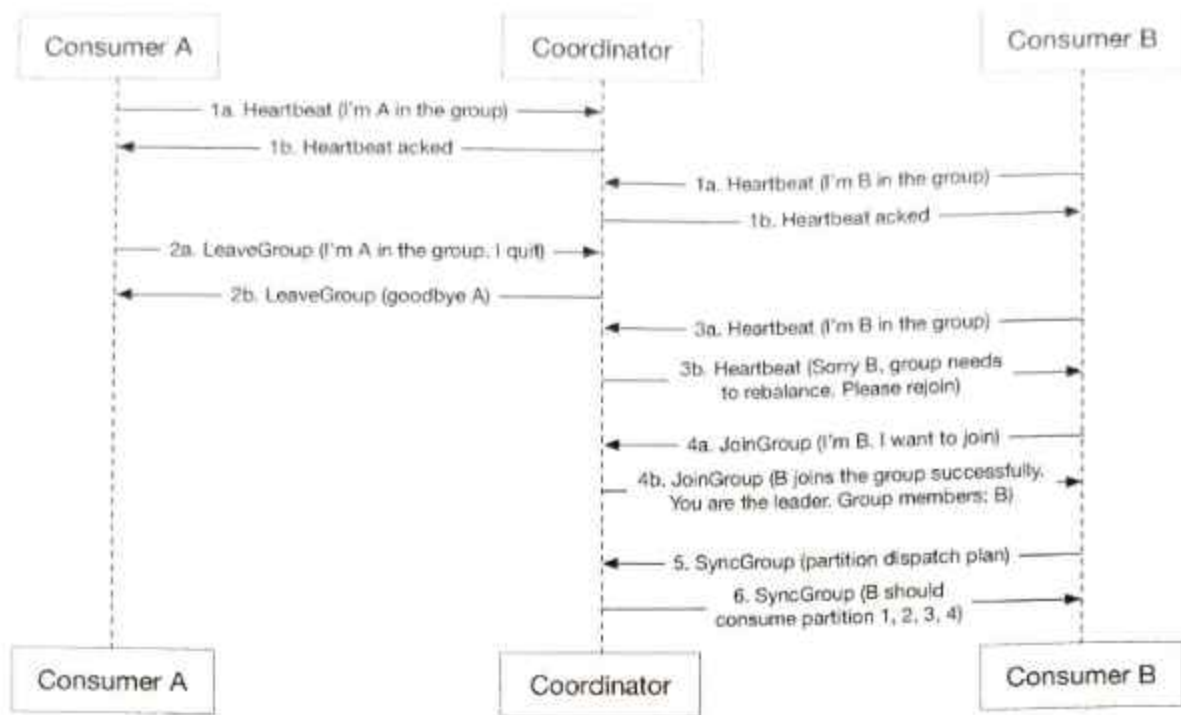 Consumer A
Coordinator
Consumer B
1a. Heartbeat (I'm A in the group)
1b. Heartbeat acked
1a. Heartbeat (I'm B in the group)
1b. Heartbeat acked
2a. LeaveGroup (I'm A in the group. I quit)
2b. LeaveGroup (goodbye A)
3a. Heartbeat (I'm B in the group)
3b. Heartbeat (Sorry B, group needs
to rebalance. Please rejoin)
4a. JoinGroup (I'm B. I want to join)
4b. JoinGroup (B joins the group successfully.
You are the leader. Group members: B)
5. SyncGroup (partition dispatch plan)
6. SyncGroup (B should
consume partition 1, 2, 3, 4)
Consumer A
Coordinator
Consumer B